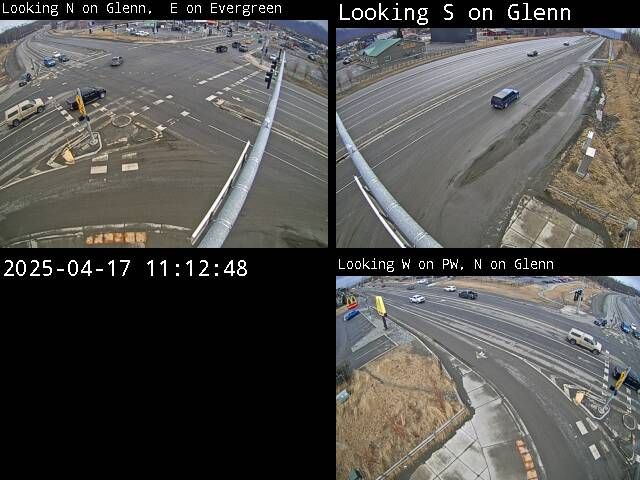 Looking N on Glenn,  E on Evergreen
Looking S on Glenn
2025-04-17 11:12:48
Looking W on PW, N on Glenn